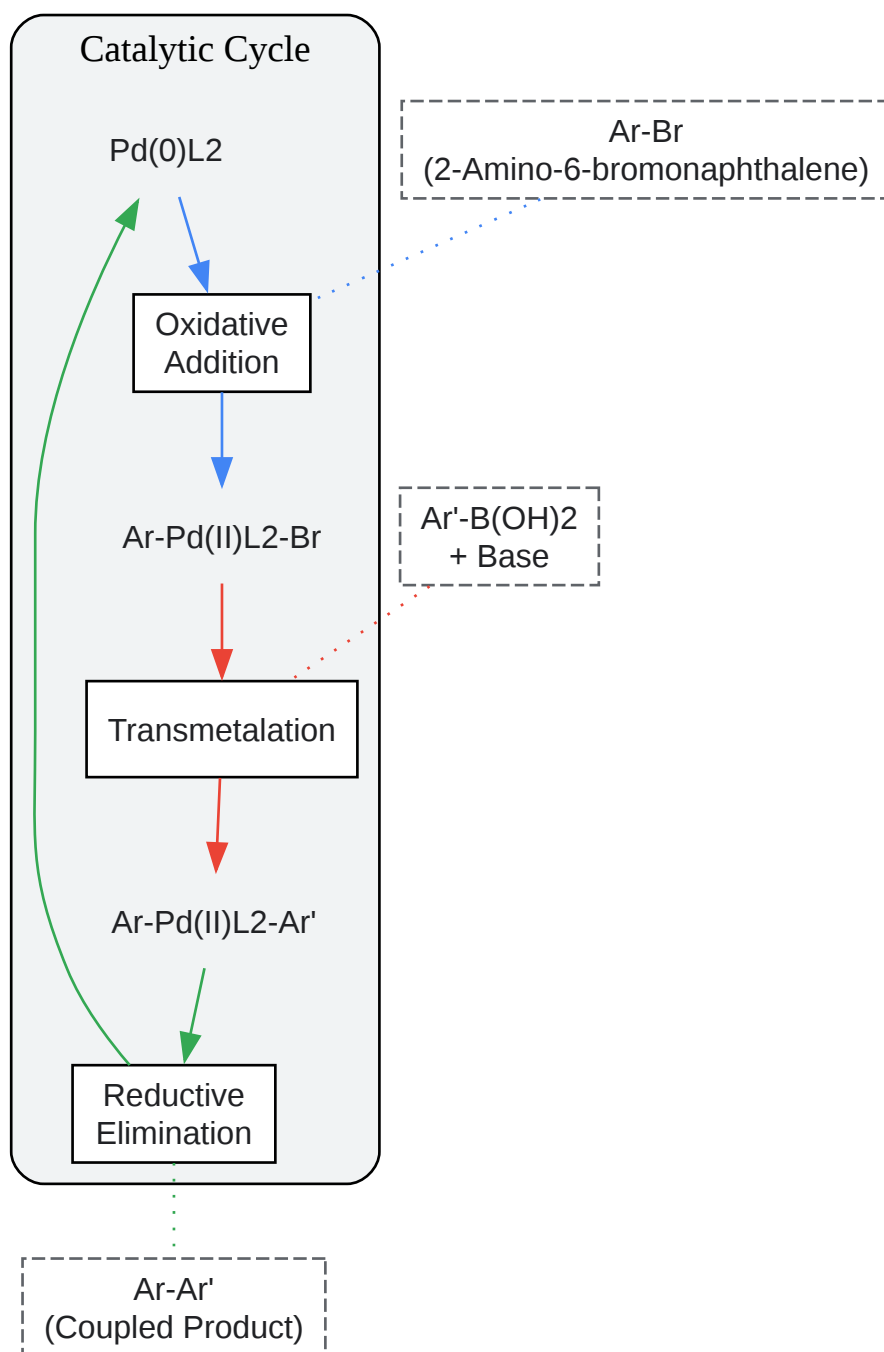 Catalytic Cycle
Pd(0)L2
Ar-Br
(2-Amino-6-bromonaphthalene)
Oxidative
Addition
Ar-Pd(II)L2-Br
Ar'-B(OH)2
+ Base
Transmetalation
Ar-Pd(II)L2-Ar'
Reductive
Elimination
Ar-Ar'
(Coupled Product)